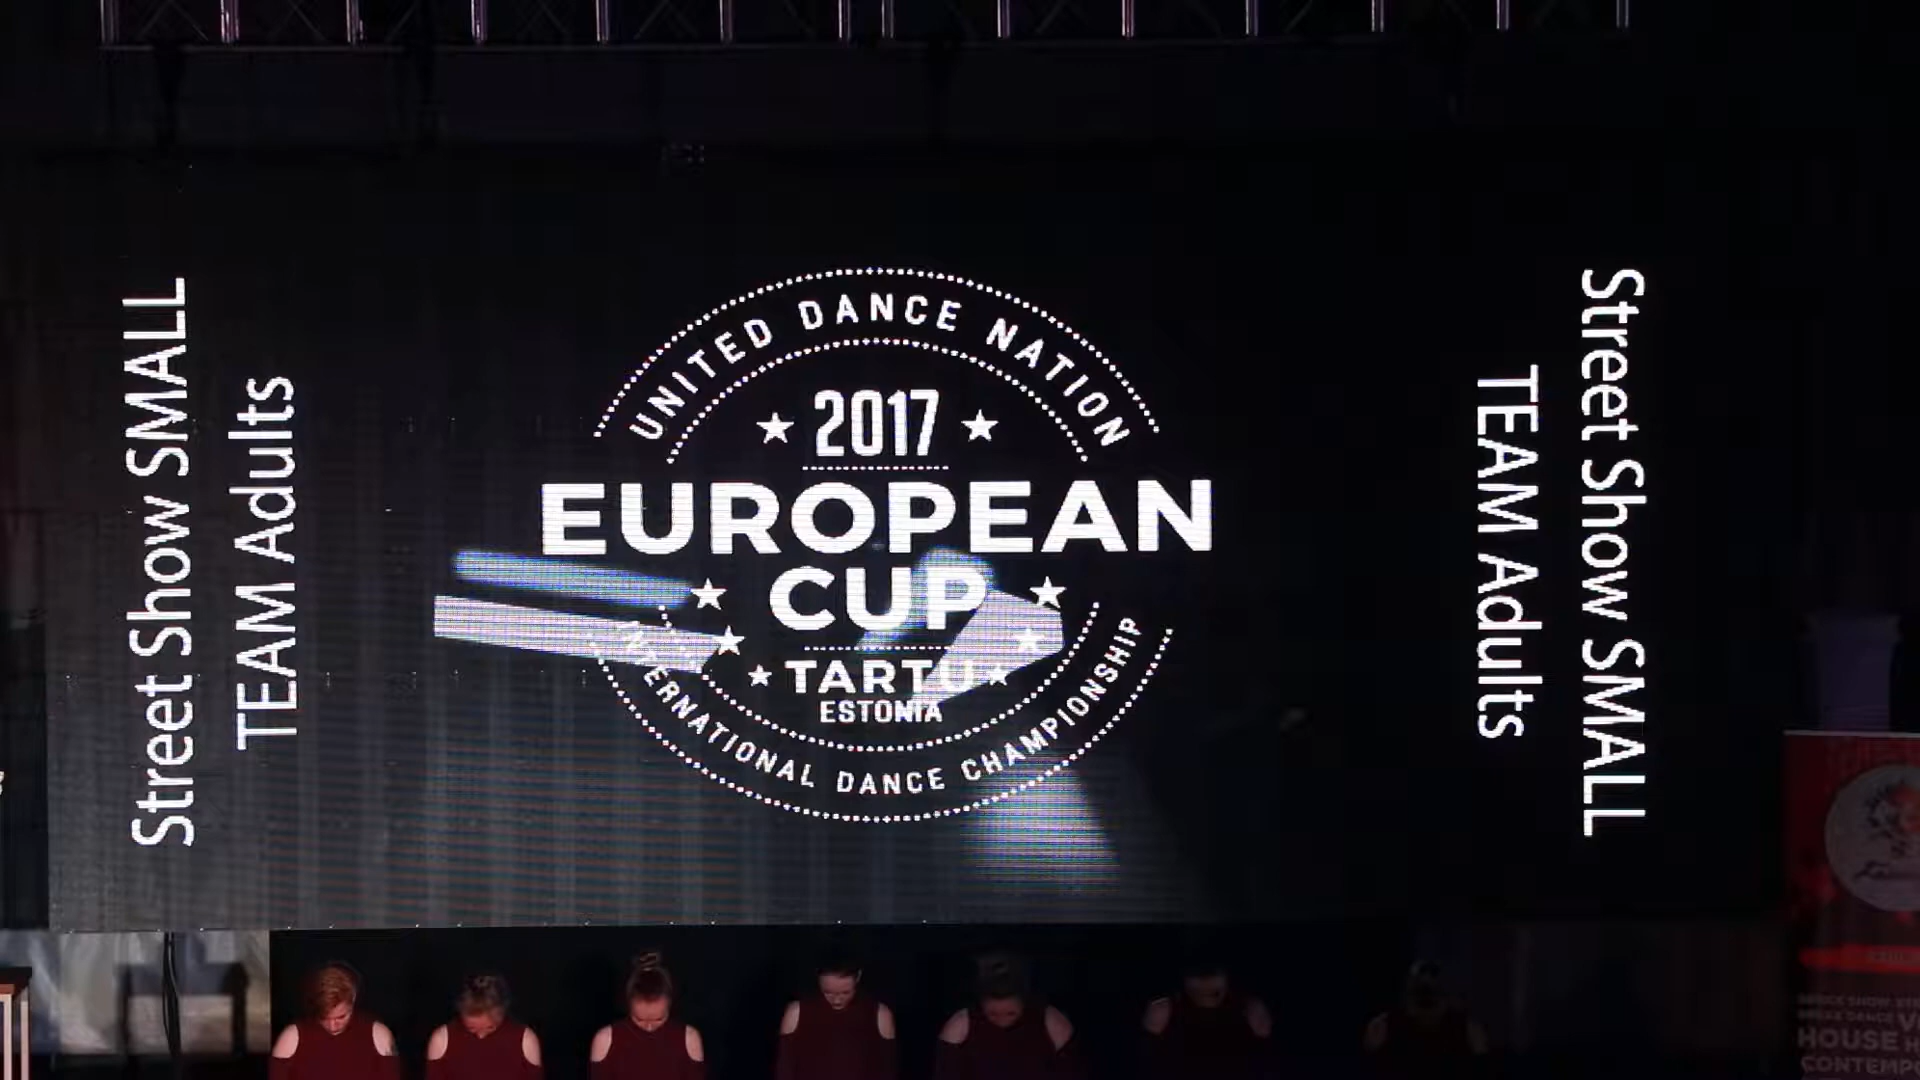 Street Show SMALL
TEAM Adults
UNITED DANCE NATION
2017
EUROPEAN
CUP
TARTU
ESTONIA
INTERNATIONAL DANCE CHAMPIONSHIP
Street Show SMALL
TEAM Adults
HOUSE